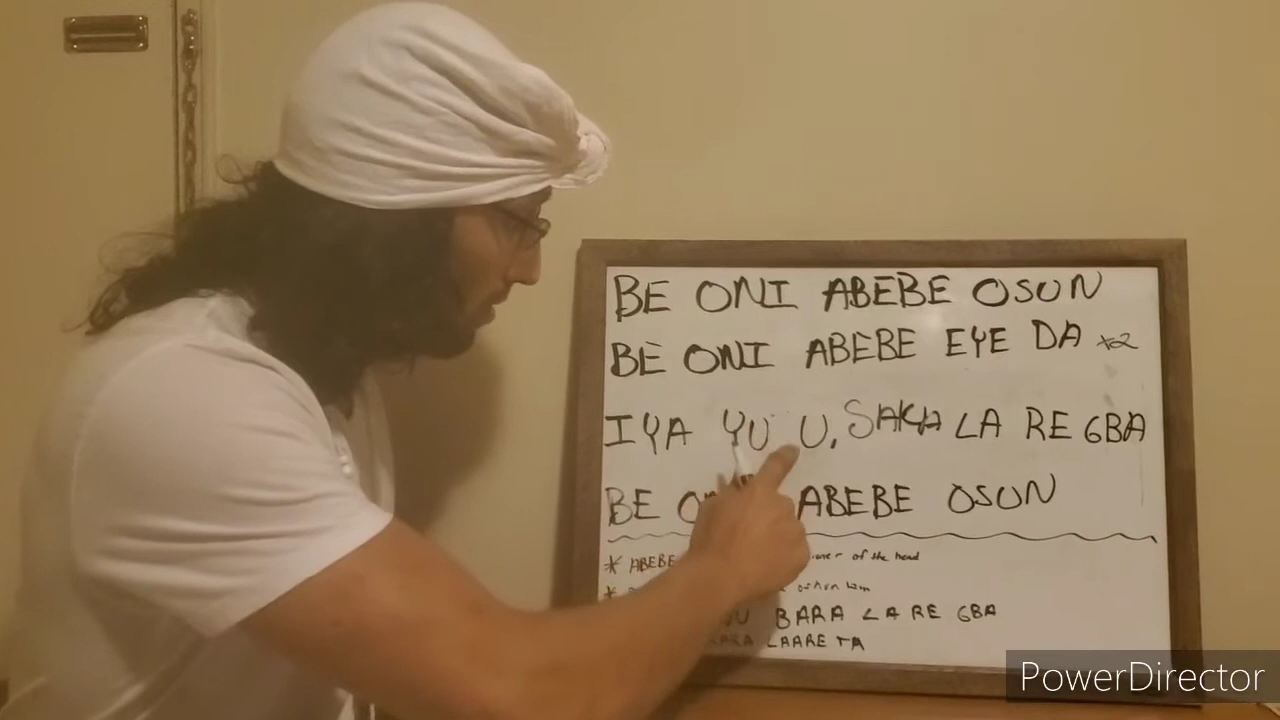 BE ONI ABEBE OSUN
BE ONI ABEBE EYE DA x2
IYA YU U, SAKA LA RE GBA
BE ABEBE OSUN
* ABEBE of the head
*
BARA LA RE GBA
LAARE TA
PowerDirector